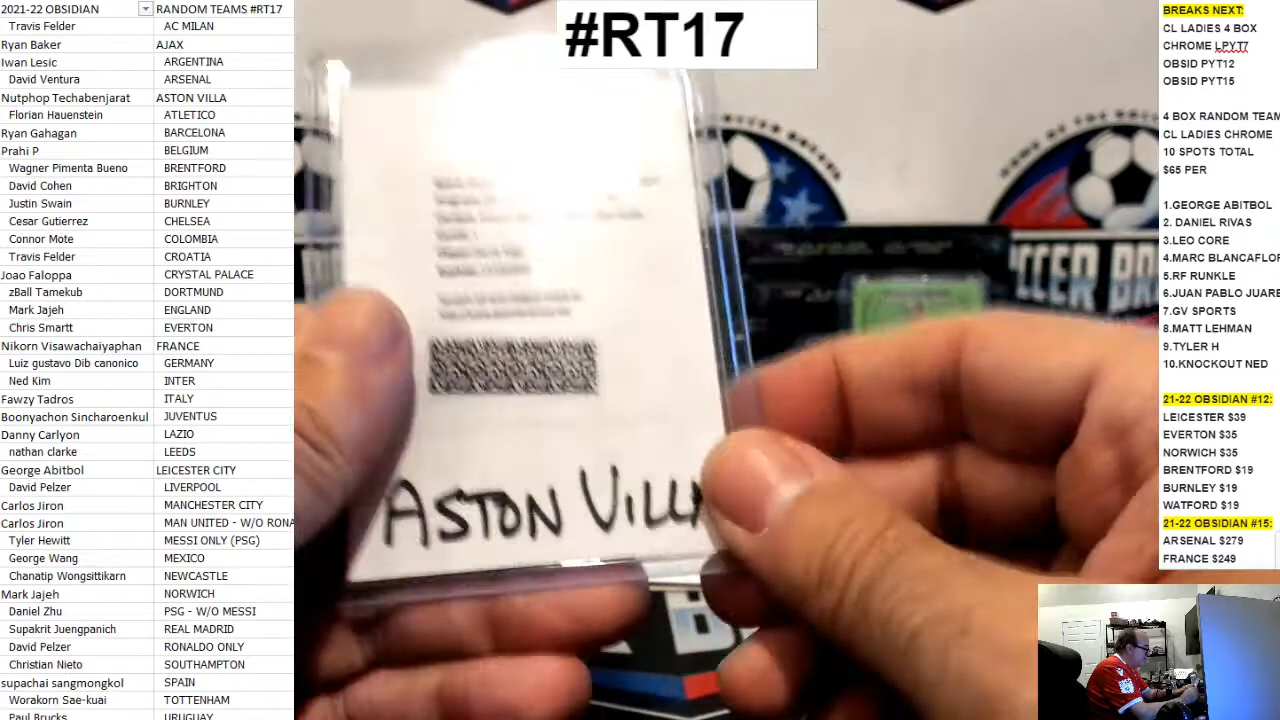 2021-22 OBSIDIAN RANDOM TEAMS #RT17
Travis Felder AC MILAN
Ryan Baker AJAX
Iwan Lesic ARGENTINA
David Ventura ARSENAL
Nutphop Techabenjarat ASTON VILLA
Florian Hauenstein ATLETICO
Ryan Gahagan BARCELONA
Prahi P BELGIUM
Wagner Pimenta Bueno BRENTFORD
David Cohen BRIGHTON
Justin Swain BURNLEY
Cesar Gutierrez CHELSEA
Connor Mote COLOMBIA
Travis Felder CROATIA
Joao Faloppa CRYSTAL PALACE
zBall Tamekub DORTMUND
Mark Jajeh ENGLAND
Chris Smartt EVERTON
Nikorn Visawachaiyaphan FRANCE
Luiz gustavo Dib canonico GERMANY
Ned Kim INTER
Fawzy Tadros ITALY
Boonyachon Sincharoenkul JUVENTUS
Danny Carlyon LAZIO
nathan clarke LEEDS
George Abitbol LEICESTER CITY
David Pelzer LIVERPOOL
Carlos Jiron MANCHESTER CITY
Carlos Jiron MAN UNITED - W/O RONA
Tyler Hewitt MESSI ONLY (PSG)
George Wang MEXICO
Chanatip Wongsittikarn NEWCASTLE
Mark Jajeh NORWICH
Daniel Zhu PSG - W/O MESSI
Supakrit Juengpanich REAL MADRID
David Pelzer RONALDO ONLY
Christian Nieto SOUTHAMPTON
supachai sangmongkol SPAIN
Worakorn Sae-kuai TOTTENHAM
Paul Brucks URUGUAY
#RT17
ASTON VILLA
BREAKS NEXT:
CL LADIES 4 BOX
CHROME LPYT7
OBSID PYT12
OBSID PYT15
4 BOX RANDOM TEAM
CL LADIES CHROME
10 SPOTS TOTAL
$65 PER
1.GEORGE ABITBOL
2. DANIEL RIVAS
3.LEO CORE
4.MARC BLANCAFLOR
5.RF RUNKLE
6.JUAN PABLO JUARE
7.GV SPORTS
8.MATT LEHMAN
9.TYLER H
10.KNOCKOUT NED
21-22 OBSIDIAN #12:
LEICESTER $39
EVERTON $35
NORWICH $35
BRENTFORD $19
BURNLEY $19
WATFORD $19
21-22 OBSIDIAN #15:
ARSENAL $279
FRANCE $249